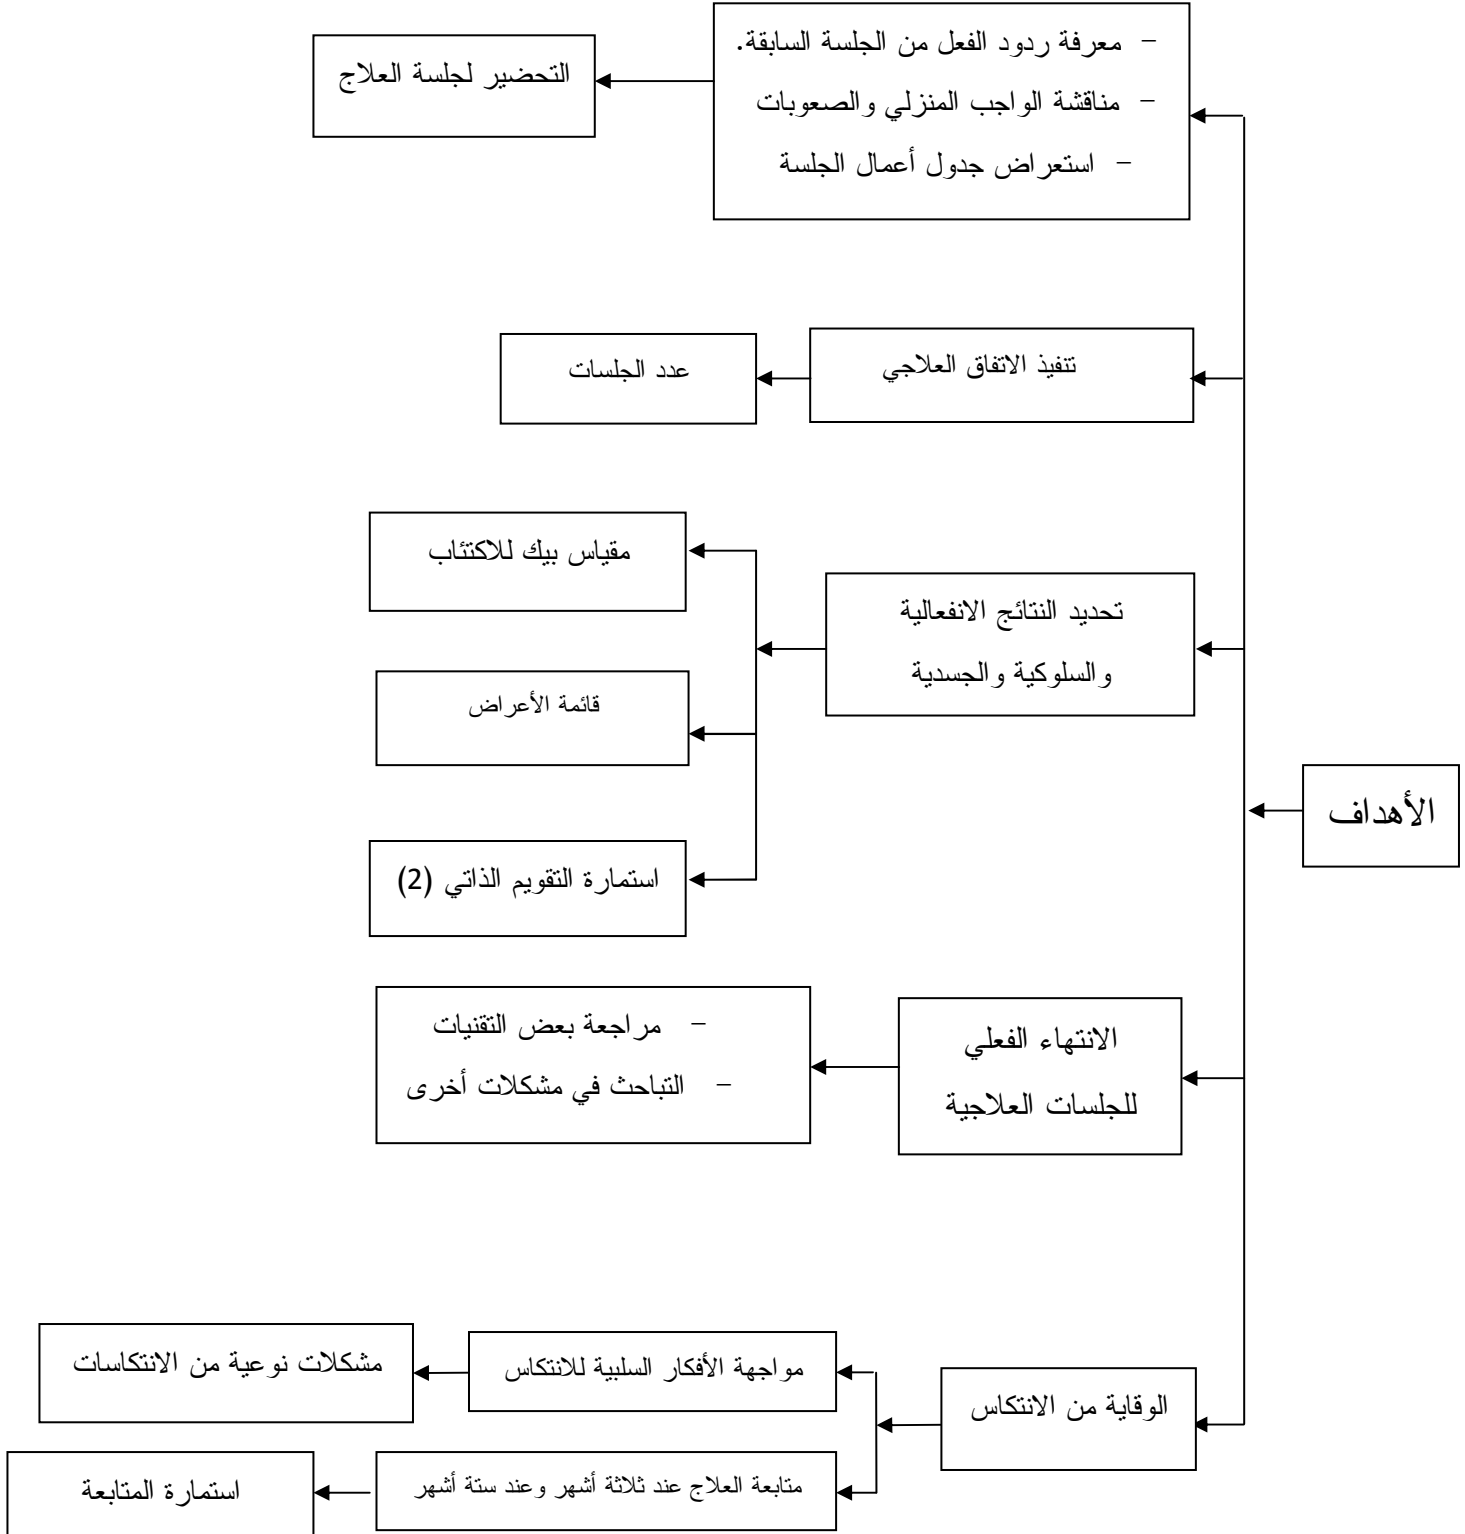 – معرفة ردود الفعل من الجلسة السابقة.
– مناقشة الواجب المنزلي والصعوبات
– استعراض جدول أعمال الجلسة
التحضير لجلسة العلاج
تنفيذ الاتفاق العلاجي
عدد الجلسات
تحديد النتائج الانفعالية
والسلوكية والجسدية
مقياس بيك للاكتئاب
قائمة الأعراض
استمارة التقويم الذاتي (2)
الأهداف
الانتهاء الفعلي
للجلسات العلاجية
– مراجعة بعض التقنيات
– التباحث في مشكلات أخرى
الوقاية من الانتكاس
مواجهة الأفكار السلبية للانتكاس
مشكلات نوعية من الانتكاسات
متابعة العلاج عند ثلاثة أشهر وعند ستة أشهر
استمارة المتابعة